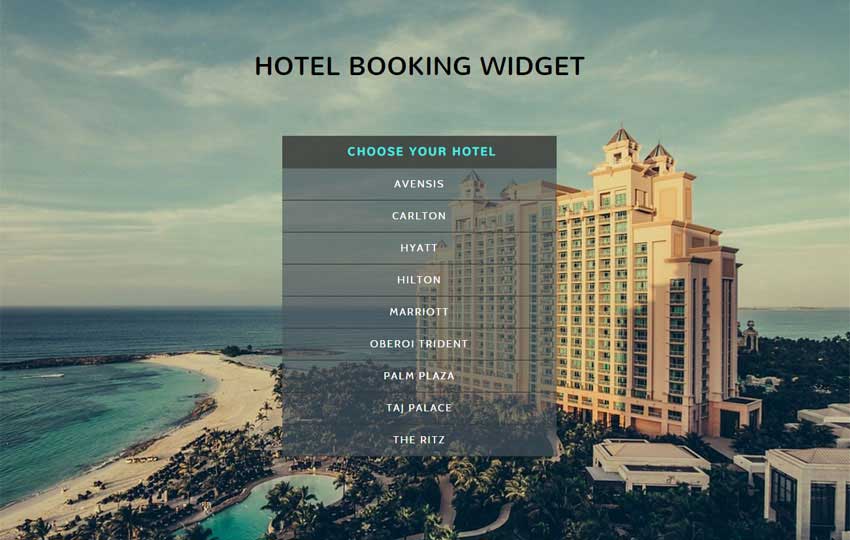 HOTEL BOOKING WIDGET
CHOOSE YOUR HOTEL
AVENSIS
CARLTON
HYATT
HILTON
MARRIOTT
OBEROI TRIDENT
PALM PLAZA
TAJ PALACE
THE RITZ